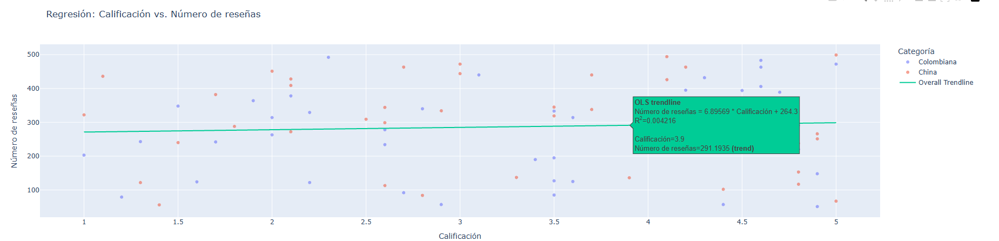 Regresión: Calificación vs. Número de reseñas
Categoría
Colombiana
China
Overall Trendline
Número de reseñas
500
400
300
200
100
OLS trendline
Número de reseñas = 6.89569 * Calificación + 264.3
R²=0.004216
Calificación=3.9
Número de reseñas=291.1935 (trend)
1 1.5 2 2.5 3 3.5 4 4.5 5
Calificación